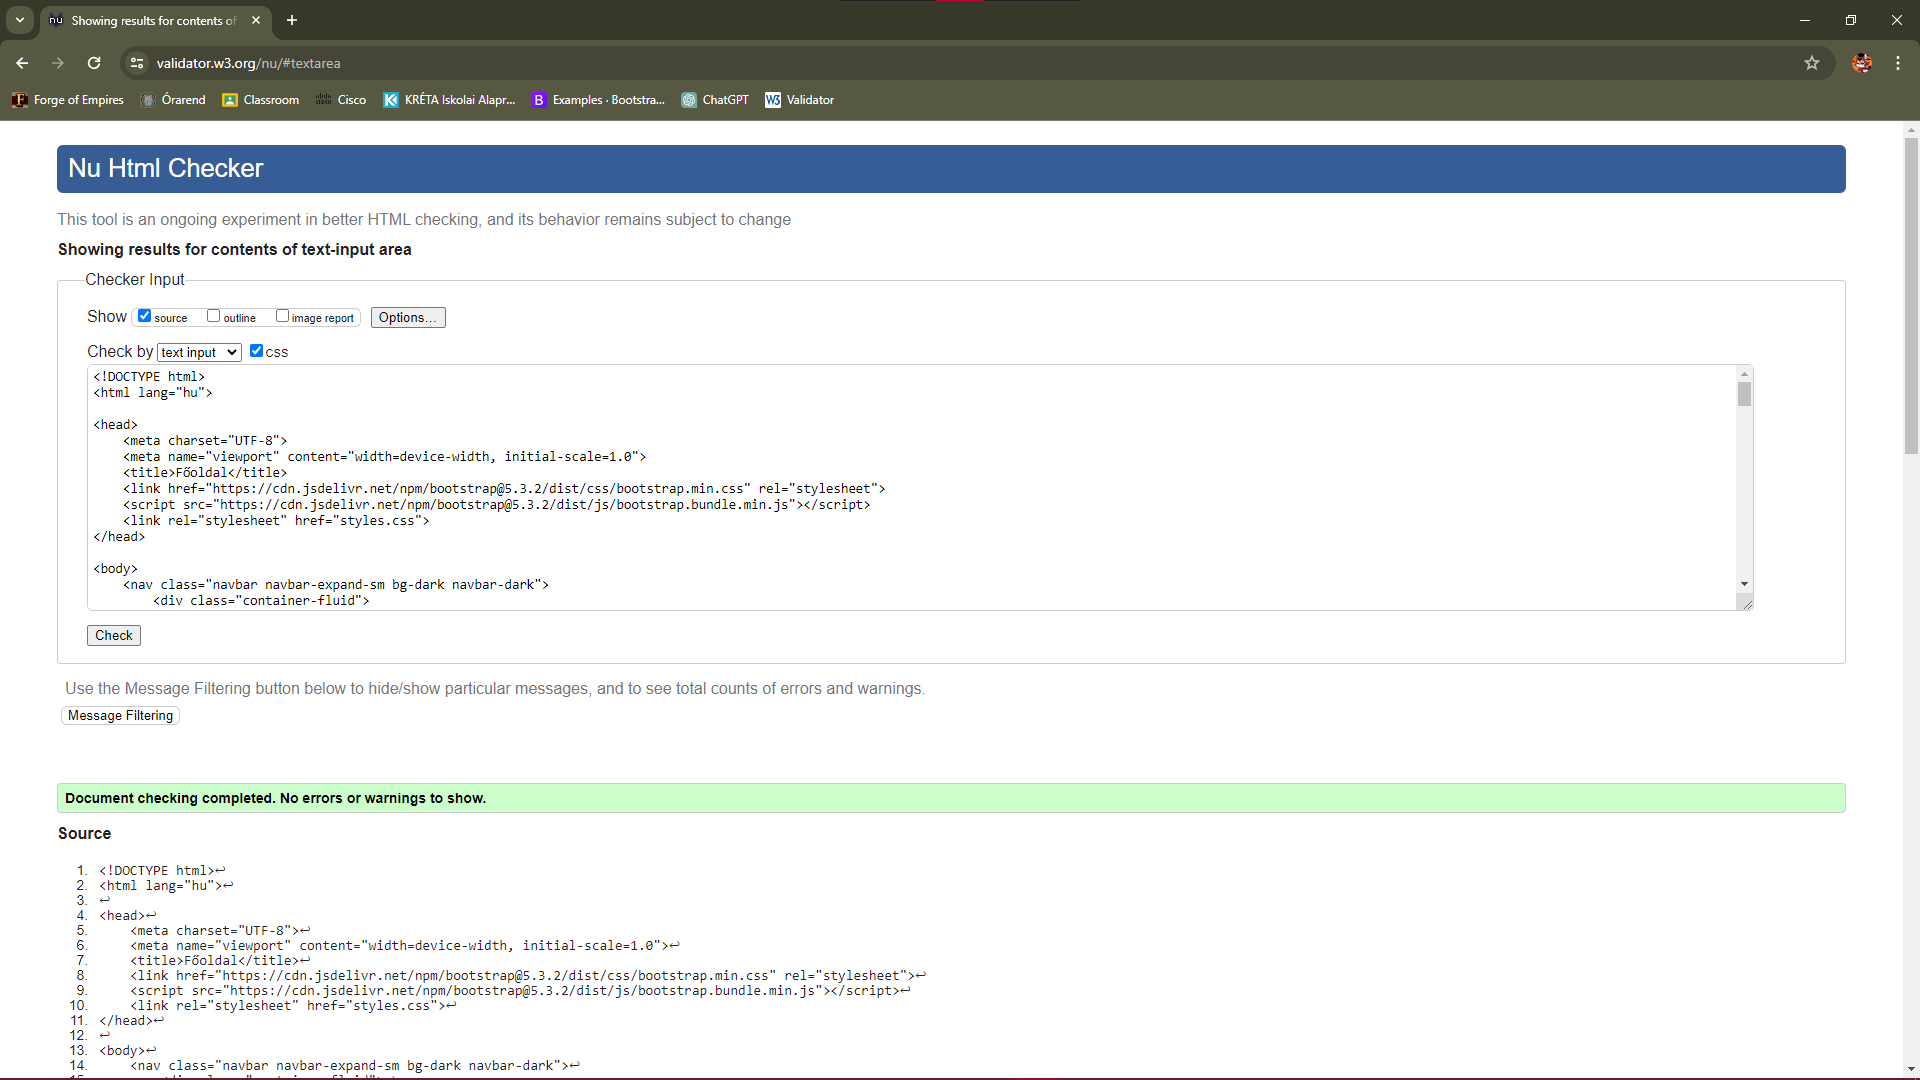 Showing results for contents of
validator.w3.org/nu/#textarea
Forge of Empires Órarend Classroom Cisco KRÉTA Iskolai Alapr... Examples · Bootstra... ChatGPT Validator
Nu Html Checker
This tool is an ongoing experiment in better HTML checking, and its behavior remains subject to change
Showing results for contents of text-input area
Checker Input
Show source outline image report Options...
Check by text input css
<!DOCTYPE html>
<html lang="hu">
<head>
<meta charset="UTF-8">
<meta name="viewport" content="width=device-width, initial-scale=1.0">
<title>Főoldal</title>
<link href="https://cdn.jsdelivr.net/npm/bootstrap@5.3.2/dist/css/bootstrap.min.css" rel="stylesheet">
<script src="https://cdn.jsdelivr.net/npm/bootstrap@5.3.2/dist/js/bootstrap.bundle.min.js"></script>
<link rel="stylesheet" href="styles.css">
</head>
<body>
<nav class="navbar navbar-expand-sm bg-dark navbar-dark">
<div class="container-fluid">
Check
Use the Message Filtering button below to hide/show particular messages, and to see total counts of errors and warnings.
Message Filtering
Document checking completed. No errors or warnings to show.
Source
1. <!DOCTYPE html>↩
2. <html lang="hu">↩
3. ↩
4. <head>↩
5. <meta charset="UTF-8">↩
6. <meta name="viewport" content="width=device-width, initial-scale=1.0">↩
7. <title>Főoldal</title>↩
8. <link href="https://cdn.jsdelivr.net/npm/bootstrap@5.3.2/dist/css/bootstrap.min.css" rel="stylesheet">↩
9. <script src="https://cdn.jsdelivr.net/npm/bootstrap@5.3.2/dist/js/bootstrap.bundle.min.js"></script>↩
10. <link rel="stylesheet" href="styles.css">↩
11. </head>↩
12. ↩
13. <body>↩
14. <nav class="navbar navbar-expand-sm bg-dark navbar-dark">↩